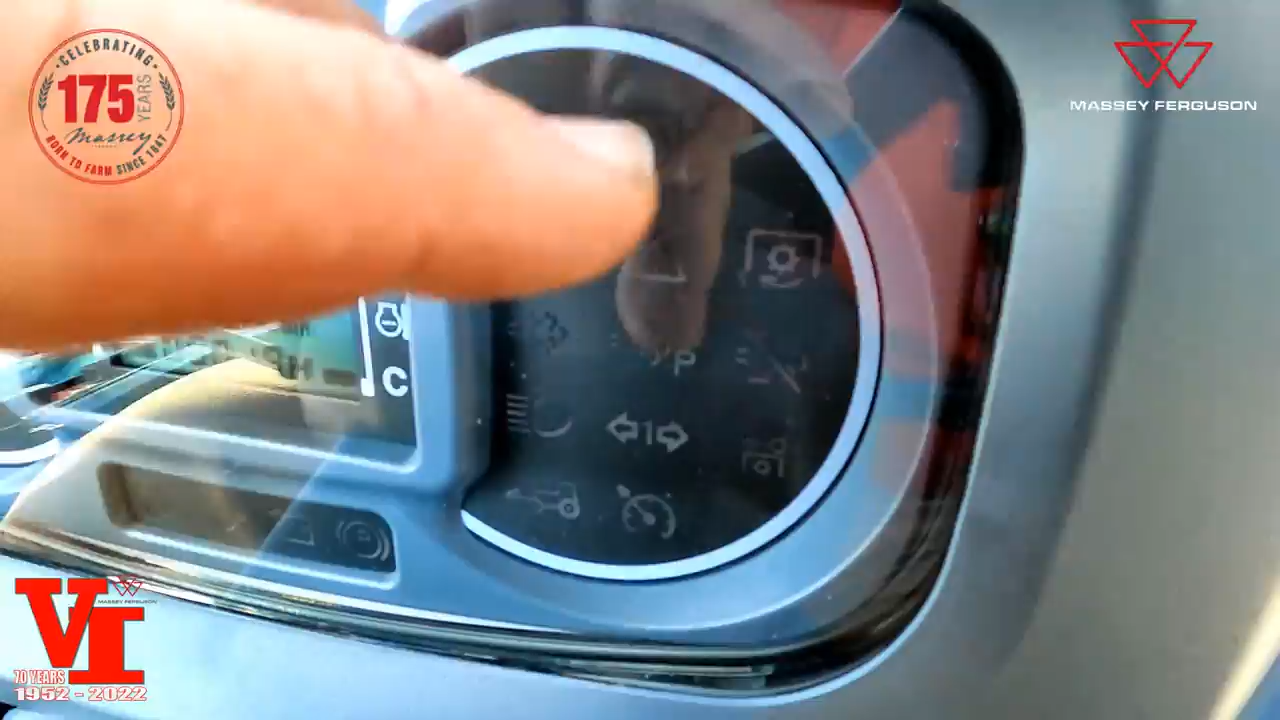 CELEBRATING
175
YEARS
Massey
BORN TO FARM SINCE 1847
MASSEY FERGUSON
C
P
1
VI
MASSEY FERGUSON
70 YEARS
1952 - 2022